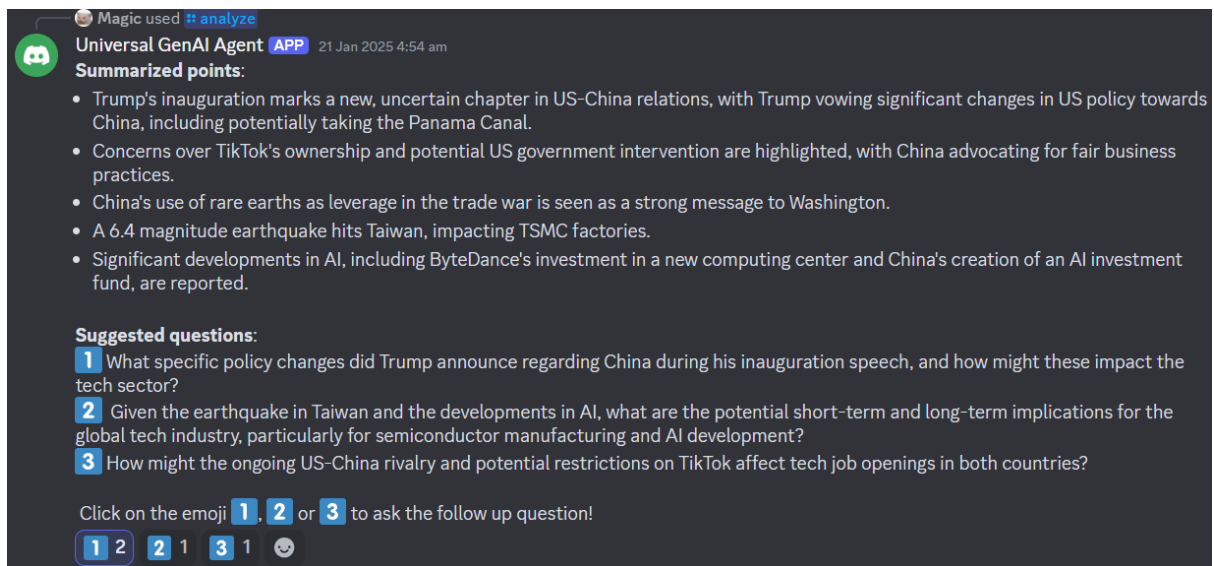 Magic used analyze
Universal GenAI Agent APP 21 Jan 2025 4:54 am
Summarized points:
• Trump's inauguration marks a new, uncertain chapter in US-China relations, with Trump vowing significant changes in US policy towards
China, including potentially taking the Panama Canal.
• Concerns over TikTok's ownership and potential US government intervention are highlighted, with China advocating for fair business
practices.
• China's use of rare earths as leverage in the trade war is seen as a strong message to Washington.
• A 6.4 magnitude earthquake hits Taiwan, impacting TSMC factories.
• Significant developments in AI, including ByteDance's investment in a new computing center and China's creation of an AI investment
fund, are reported.
Suggested questions:
1 What specific policy changes did Trump announce regarding China during his inauguration speech, and how might these impact the
tech sector?
2 Given the earthquake in Taiwan and the developments in AI, what are the potential short-term and long-term implications for the
global tech industry, particularly for semiconductor manufacturing and AI development?
3 How might the ongoing US-China rivalry and potential restrictions on TikTok affect tech job openings in both countries?
Click on the emoji 1, 2 or 3 to ask the follow up question!
1 2 2 1 3 1